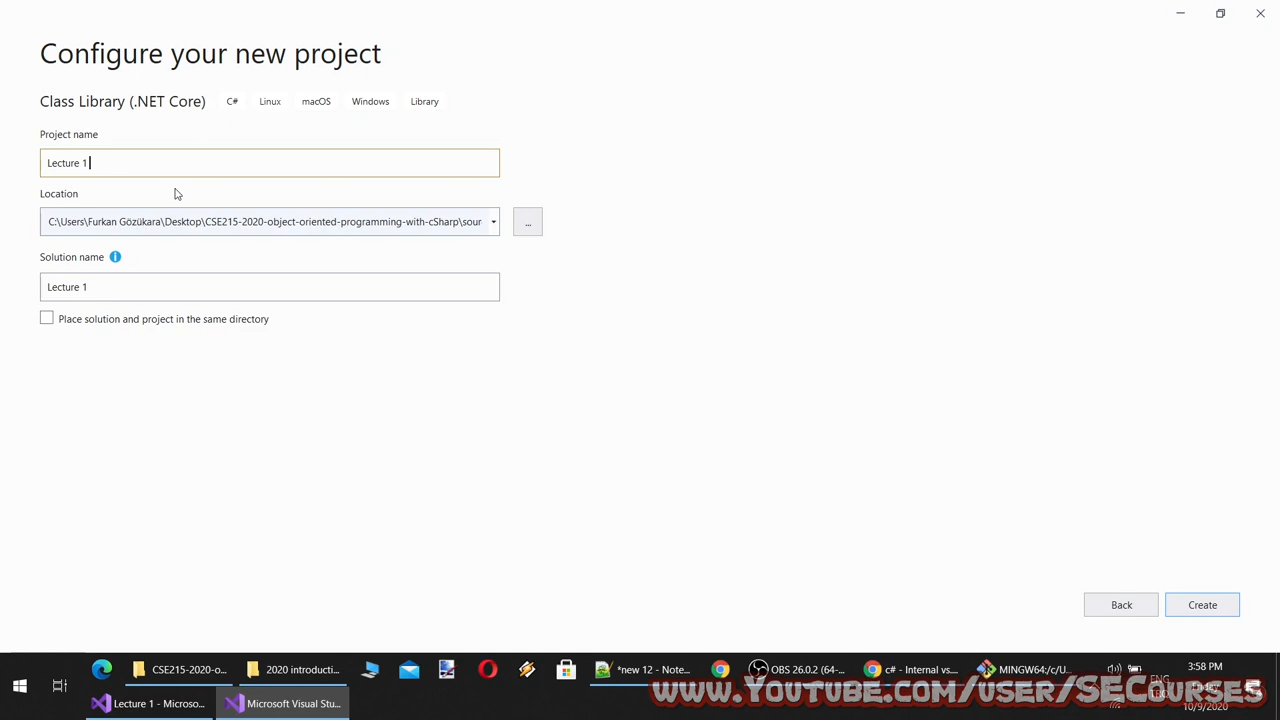 Configure your new project
Class Library (.NET Core) C# Linux macOS Windows Library
Project name
Lecture 1
Location
C:\Users\Furkan Gözükara\Desktop\CSE215-2020-object-oriented-programming-with-cSharp\sour
...
Solution name
Lecture 1
Place solution and project in the same directory
Back Create
CSE215-2020-o... 2020 introducti... *new 12 - Note... OBS 26.0.2 (64-... c# - Internal vs.... MINGW64:/c/U... ENG 3:58 PM
Lecture 1 - Microso... Microsoft Visual Stu... 10/9/2020
www.Youtube.com/user/SECourses